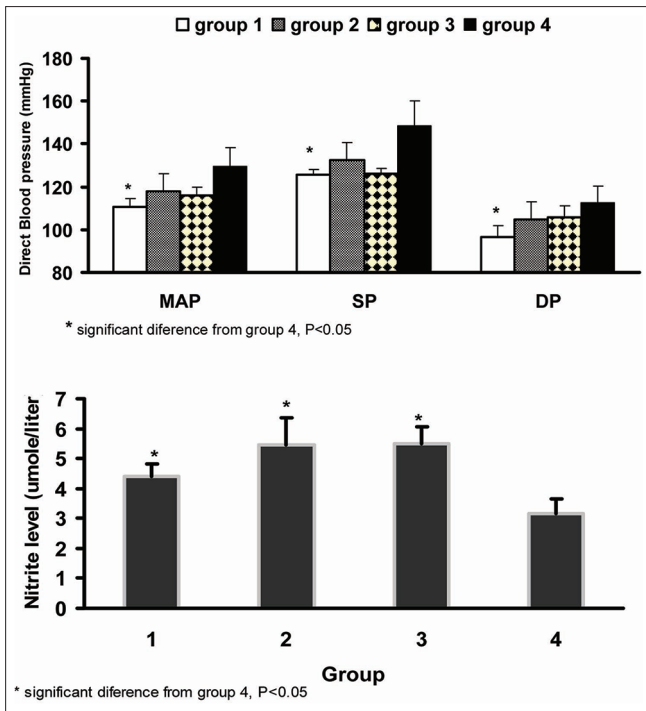 group 1 group 2 group 3 group 4
Direct Blood pressure (mmHg)
180
160
140
120
100
80
* * *
MAP SP DP
* significant diference from group 4, P<0.05
Nitrite level (umole/liter
7
6
5
4
3
2
1
0
* * *
1 2 3 4
Group
* significant diference from group 4, P<0.05